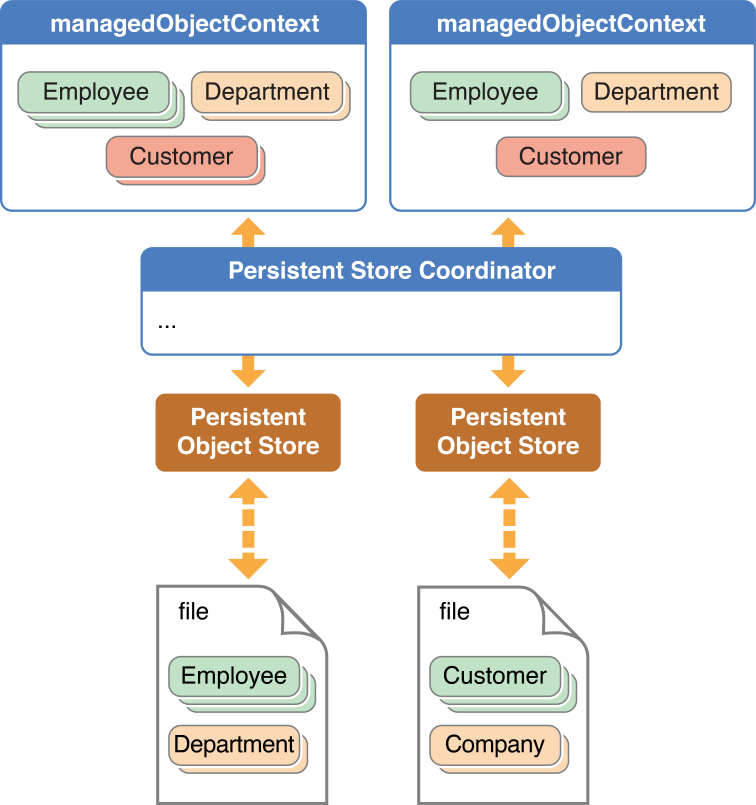 managedObjectContext
Employee
Department
Customer
managedObjectContext
Employee
Department
Customer
Persistent Store Coordinator
...
Persistent
Object Store
Persistent
Object Store
file
Employee
Department
file
Customer
Company